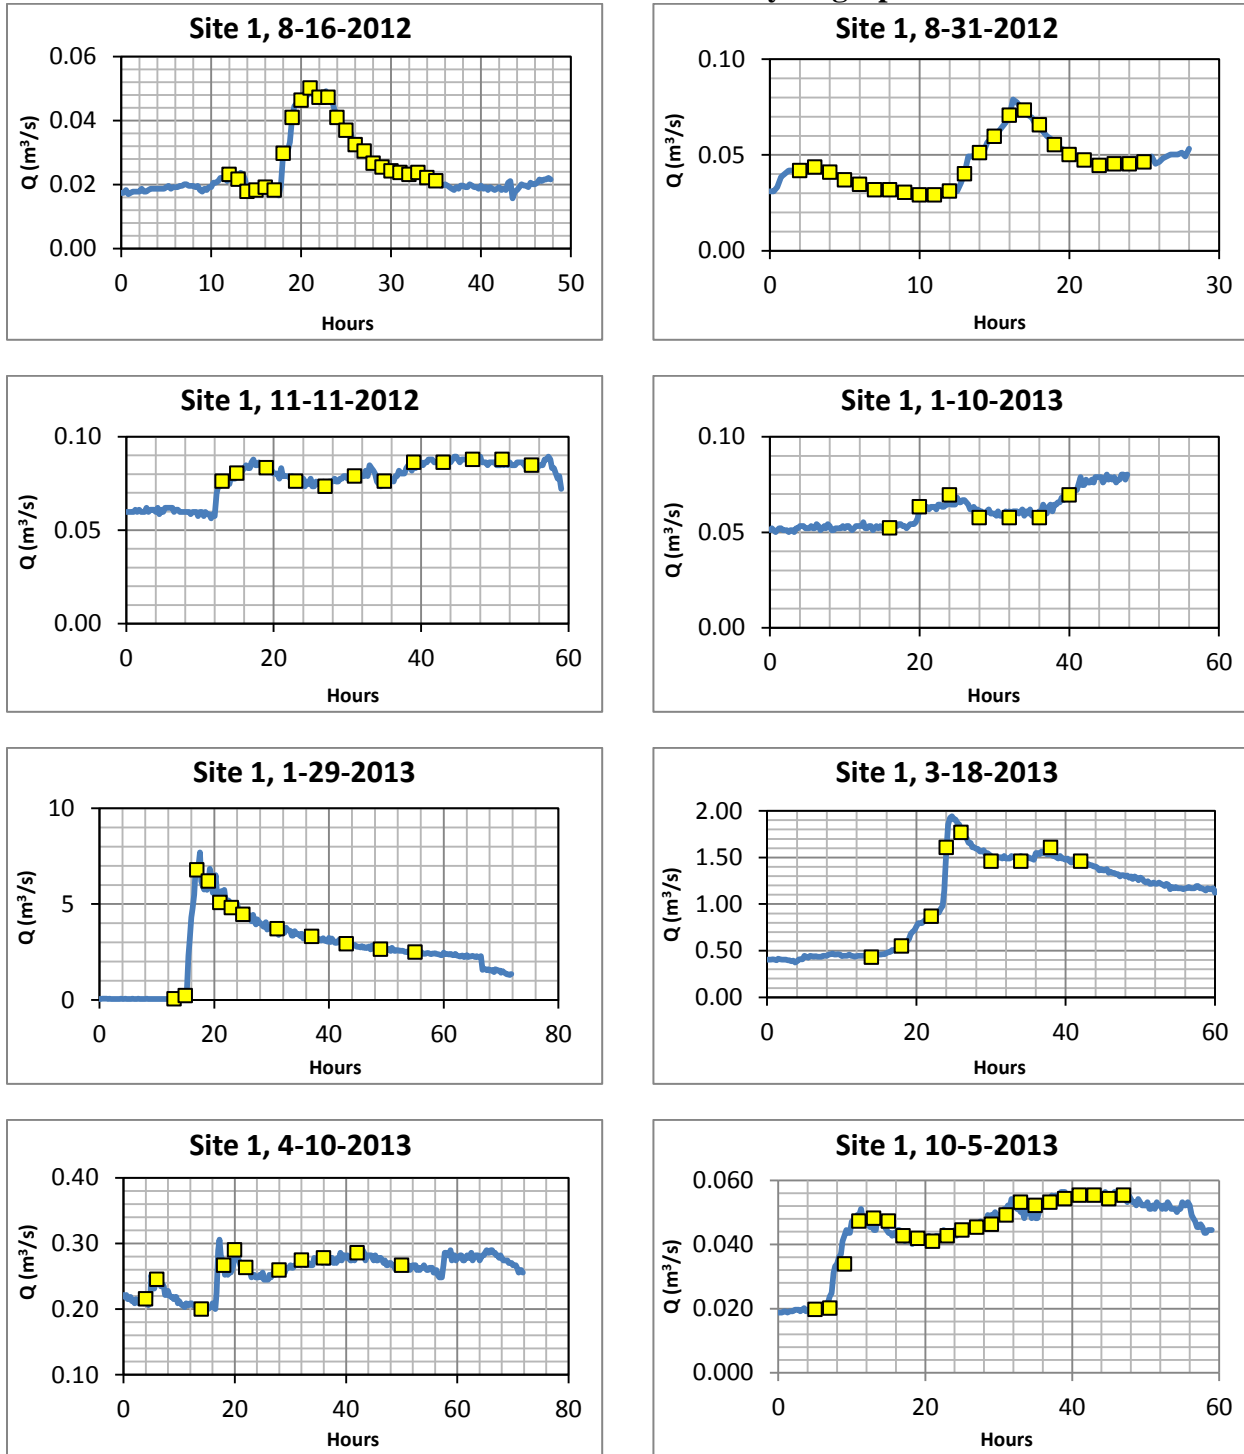 Site 1, 8-16-2012
0.06
0.04
0.02
0.00
Q (m³/s)
0 10 20 30 40 50
Hours
Site 1, 8-31-2012
0.10
0.05
0.00
Q (m³/s)
0 10 20 30
Hours
Site 1, 11-11-2012
0.10
0.05
0.00
Q (m³/s)
0 20 40 60
Hours
Site 1, 1-10-2013
0.10
0.05
0.00
Q (m³/s)
0 20 40 60
Hours
Site 1, 1-29-2013
10
5
0
Q (m³/s)
0 20 40 60 80
Hours
Site 1, 3-18-2013
2.00
1.50
1.00
0.50
0.00
Q (m³/s)
0 20 40 60
Hours
Site 1, 4-10-2013
0.40
0.30
0.20
0.10
Q (m³/s)
0 20 40 60 80
Hours
Site 1, 10-5-2013
0.060
0.040
0.020
0.000
Q (m³/s)
0 20 40 60
Hours